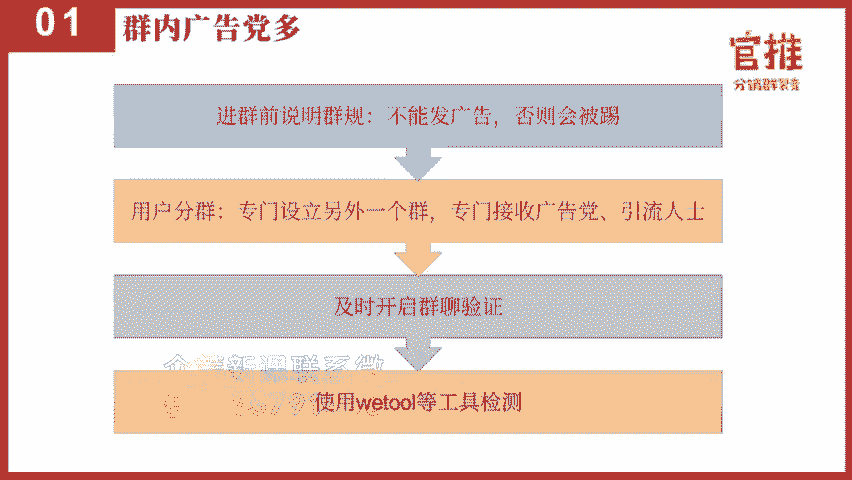 01
群内广告党多
官推
分销群裂变
进群前说明群规：不能发广告，否则会被踢
用户分群：专门设立另外一个群，专门接收广告党、引流人士
及时开启群聊验证
使用wetool等工具检测